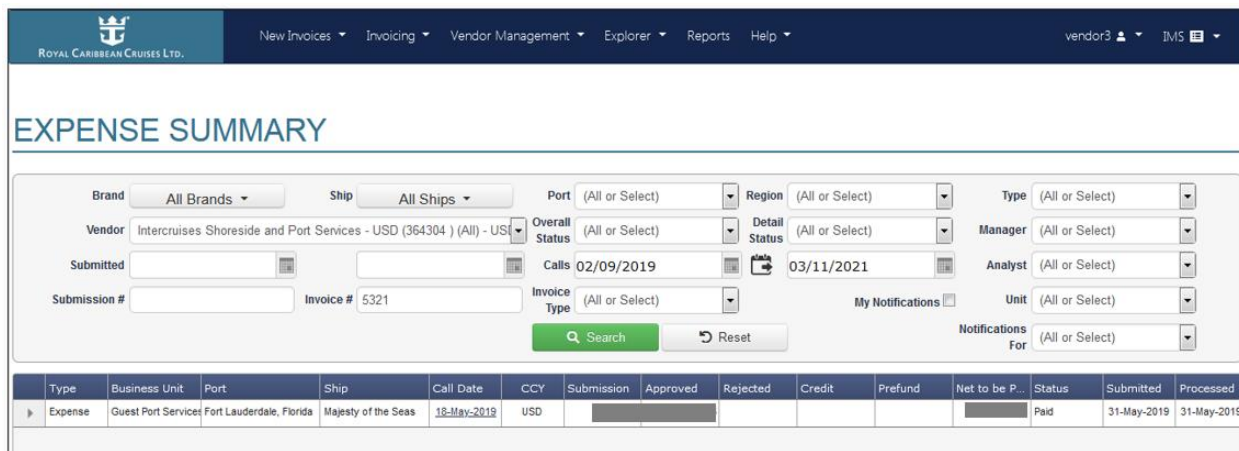 ROYAL CARIBBEAN CRUISES LTD.
New Invoices Invoicing Vendor Management Explorer Reports Help vendor3 IMS
EXPENSE SUMMARY
Brand All Brands Ship All Ships Port (All or Select) Region (All or Select) Type (All or Select)
Vendor Intercruises Shoreside and Port Services - USD (364304 ) (All) - USD Overall Status (All or Select) Detail Status (All or Select) Manager (All or Select)
Submitted Calls 02/09/2019 03/11/2021 Analyst (All or Select)
Submission # Invoice # 5321 Invoice Type (All or Select) My Notifications Unit (All or Select)
Search Reset Notifications For (All or Select)
Type Business Unit Port Ship Call Date CCY Submission Approved Rejected Credit Prefund Net to be P... Status Submitted Processed
Expense Guest Port Services Fort Lauderdale, Florida Majesty of the Seas 18-May-2019 USD Paid 31-May-2019 31-May-2019